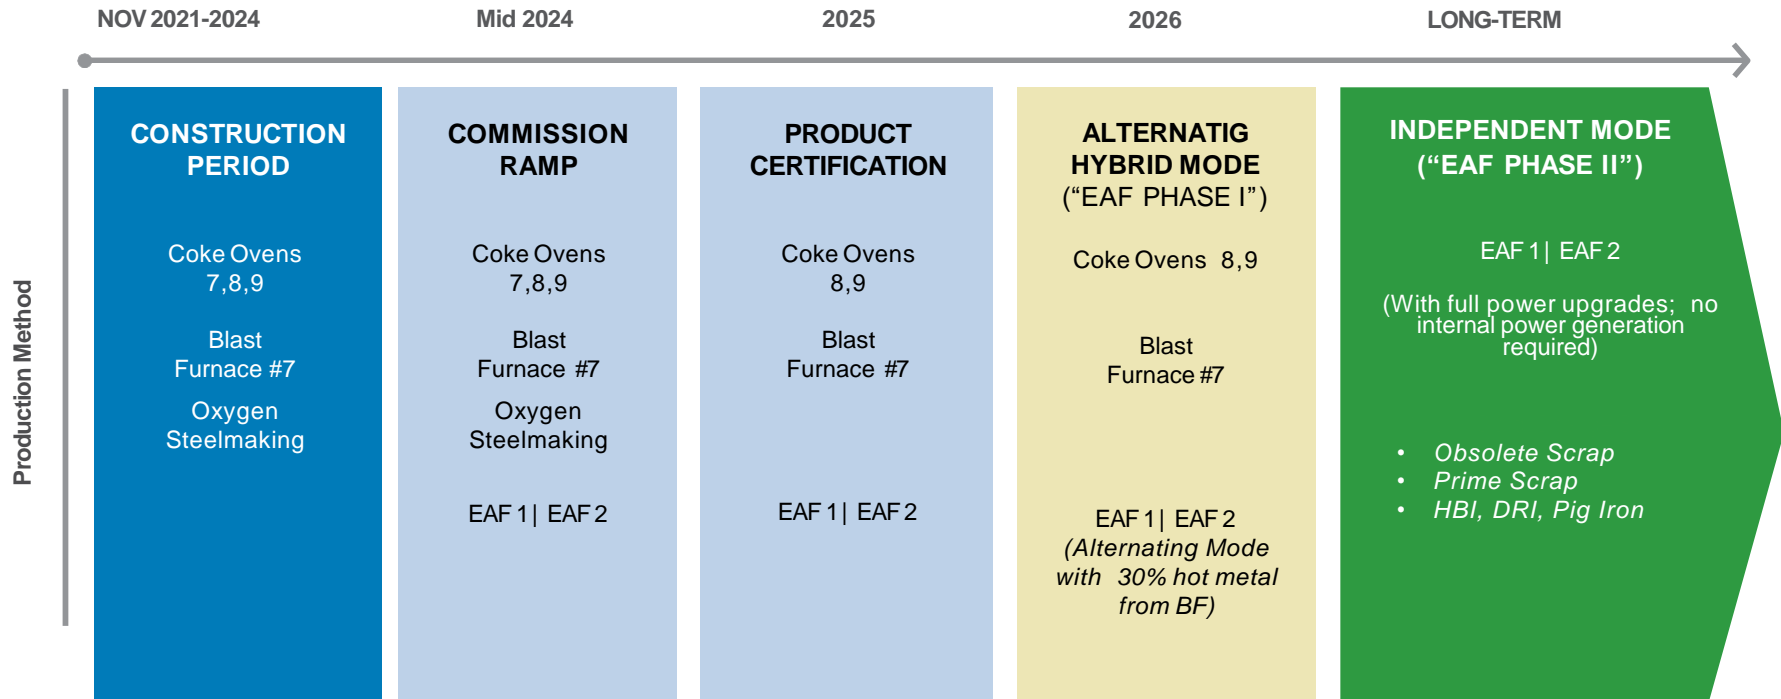 NOV 2021-2024
Mid 2024
2025
2026
LONG-TERM
Production Method
CONSTRUCTION
PERIOD
Coke Ovens
7,8,9
Blast
Furnace #7
Oxygen
Steelmaking
COMMISSION
RAMP
Coke Ovens
7,8,9
Blast
Furnace #7
Oxygen
Steelmaking
EAF 1| EAF 2
PRODUCT
CERTIFICATION
Coke Ovens
8,9
Blast
Furnace #7
EAF 1| EAF 2
ALTERNATIG
HYBRID MODE
(“EAF PHASE I”)
Coke Ovens 8,9
Blast
Furnace #7
EAF 1| EAF 2
(Alternating Mode
with 30% hot metal
from BF)
INDEPENDENT MODE
(“EAF PHASE II”)
EAF 1| EAF 2
(With full power upgrades; no
internal power generation
required)
• Obsolete Scrap
• Prime Scrap
• HBI, DRI, Pig Iron